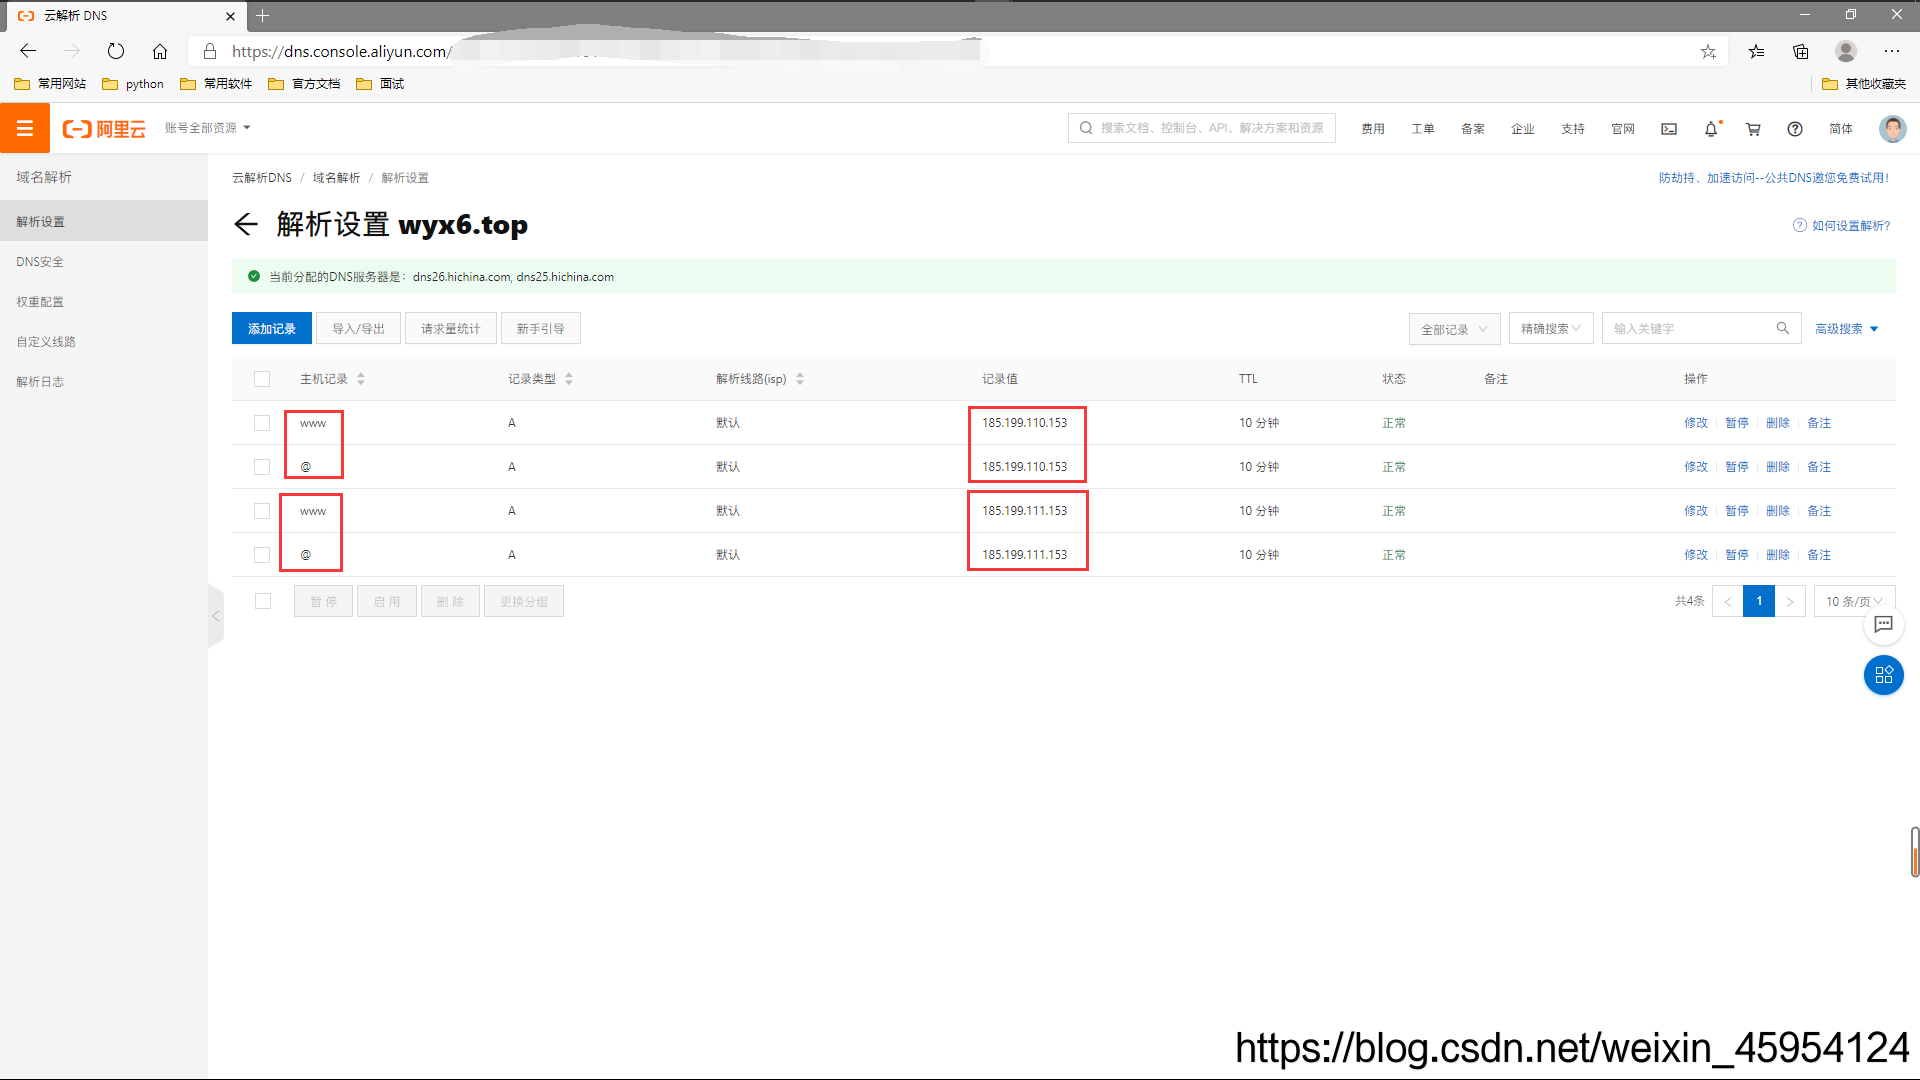 云解析 DNS
https://dns.console.aliyun.com/
常用网站 python 常用软件 官方文档 面试 其他收藏夹
阿里云 账号全部资源 搜索文档、控制台、API、解决方案和资源 费用 工单 备案 企业 支持 官网 简体
域名解析
解析设置
DNS安全
权重配置
自定义线路
解析日志
云解析DNS / 域名解析 / 解析设置 防劫持、加速访问--公共DNS邀您免费试用!
解析设置 wyx6.top 如何设置解析?
当前分配的DNS服务器是: dns26.hichina.com, dns25.hichina.com
添加记录 导入/导出 请求量统计 新手引导 全部记录 精确搜索 输入关键字 高级搜索
主机记录 记录类型 解析线路(isp) 记录值 TTL 状态 备注 操作
www A 默认 185.199.110.153 10 分钟 正常 修改 暂停 删除 备注
@ A 默认 185.199.110.153 10 分钟 正常 修改 暂停 删除 备注
www A 默认 185.199.111.153 10 分钟 正常 修改 暂停 删除 备注
@ A 默认 185.199.111.153 10 分钟 正常 修改 暂停 删除 备注
暂停 启用 删除 更换分组 共4条 < 1 > 10 条/页
https://blog.csdn.net/weixin_45954124